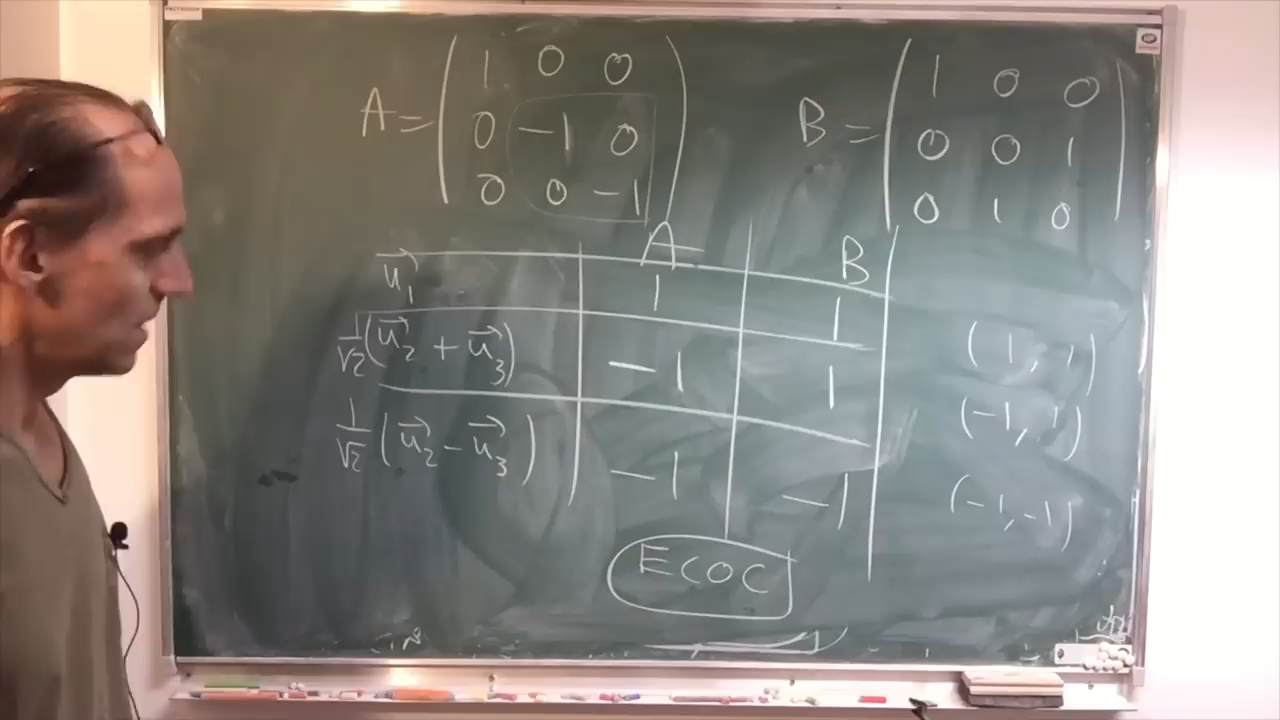 A = ( 1 0 0
0 -1 0
0 0 -1 )
B = ( 1 0 0
0 0 1
0 1 0 )
A B
u⃗₁ 1 1
1/√2 (u⃗₂ + u⃗₃) -1 1
1/√2 (u⃗₂ - u⃗₃) -1 -1
(1, 1)
(-1, 1)
(-1, -1)
ECOC